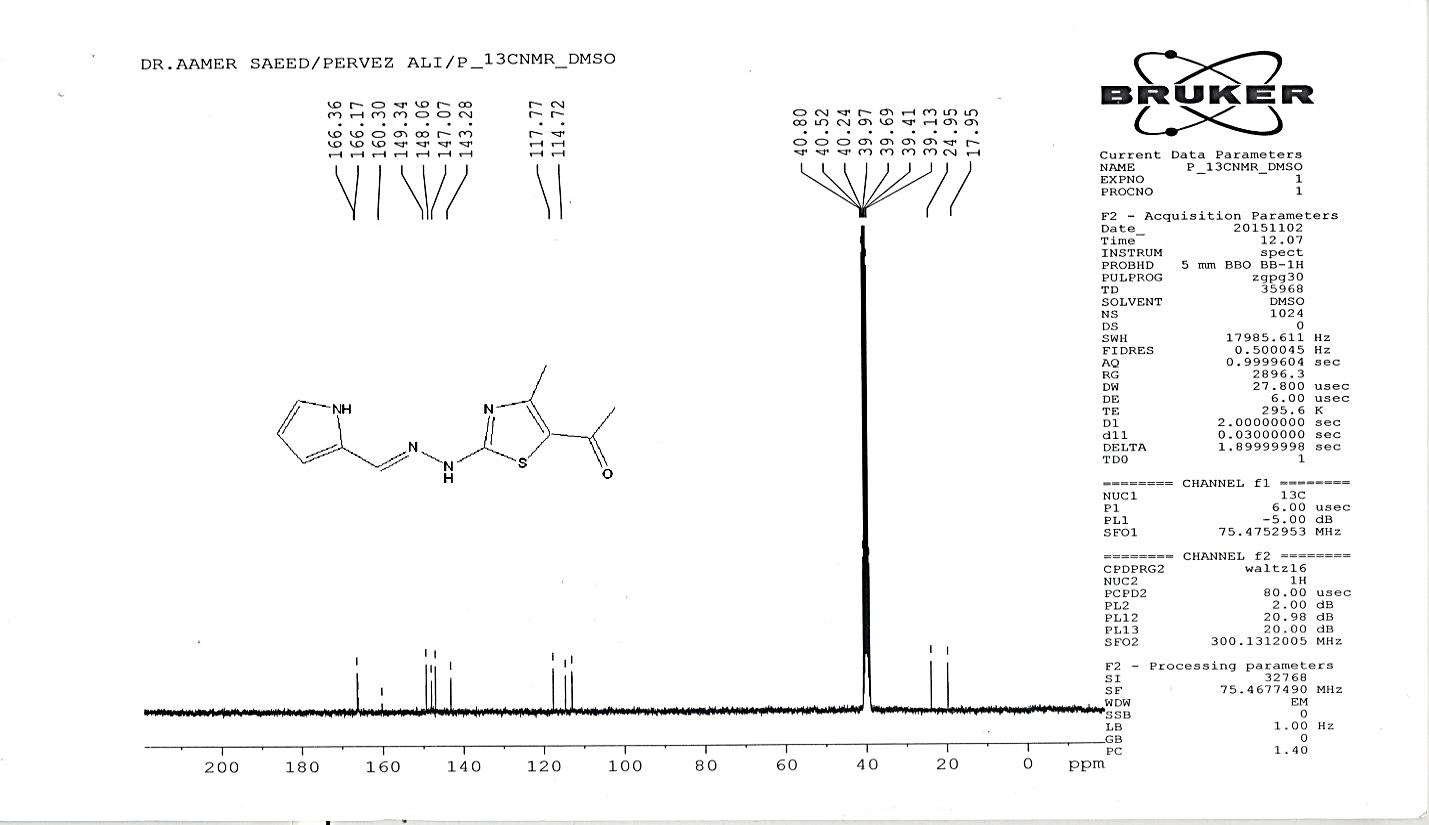 DR.AAMER SAEED/PERVEZ ALI/P_13CNMR_DMSO
166.36
166.17
160.30
149.34
148.06
147.07
143.28
117.77
114.72
40.80
40.52
40.24
39.97
39.69
39.41
39.13
24.95
17.95
NH
N
N
H
N
S
O
200 180 160 140 120 100 80 60 40 20 0 ppm
BRUKER
Current Data Parameters
NAME P_13CNMR_DMSO
EXPNO 1
PROCNO 1
F2 - Acquisition Parameters
Date_ 20151102
Time 12.07
INSTRUM spect
PROBHD 5 mm BBO BB-1H
PULPROG zgpg30
TD 35968
SOLVENT DMSO
NS 1024
DS 0
SWH 17985.611 Hz
FIDRES 0.500045 Hz
AQ 0.9999604 sec
RG 2896.3
DW 27.800 usec
DE 6.00 usec
TE 295.6 K
D1 2.00000000 sec
d11 0.03000000 sec
DELTA 1.89999998 sec
TD0 1
======== CHANNEL f1 ========
NUC1 13C
P1 6.00 usec
PL1 -5.00 dB
SFO1 75.4752953 MHz
======== CHANNEL f2 ========
CPDPRG2 waltz16
NUC2 1H
PCPD2 80.00 usec
PL2 2.00 dB
PL12 20.98 dB
PL13 20.00 dB
SFO2 300.1312005 MHz
F2 - Processing parameters
SI 32768
SF 75.4677490 MHz
WDW EM
SSB 0
LB 1.00 Hz
GB 0
PC 1.40